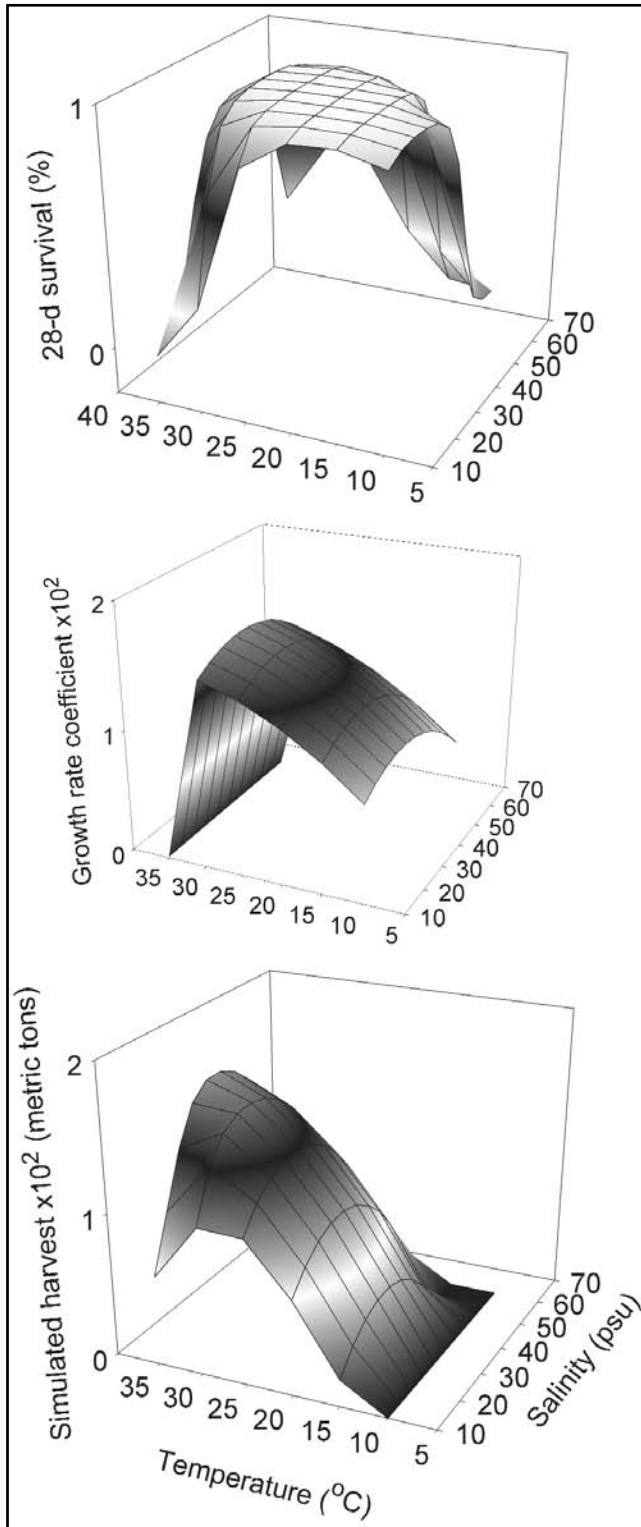 28-d survival (%)
1
0
40 35 30 25 20 15 10 5
10 20 30 40 50 60 70
Growth rate coefficient x10²
2
1
0
35 30 25 20 15 10 5
10 20 30 40 50 60 70
Simulated harvest x10² (metric tons)
2
1
0
35 30 25 20 15 10 5
10 20 30 40 50 60 70
Temperature (°C)
Salinity (psu)